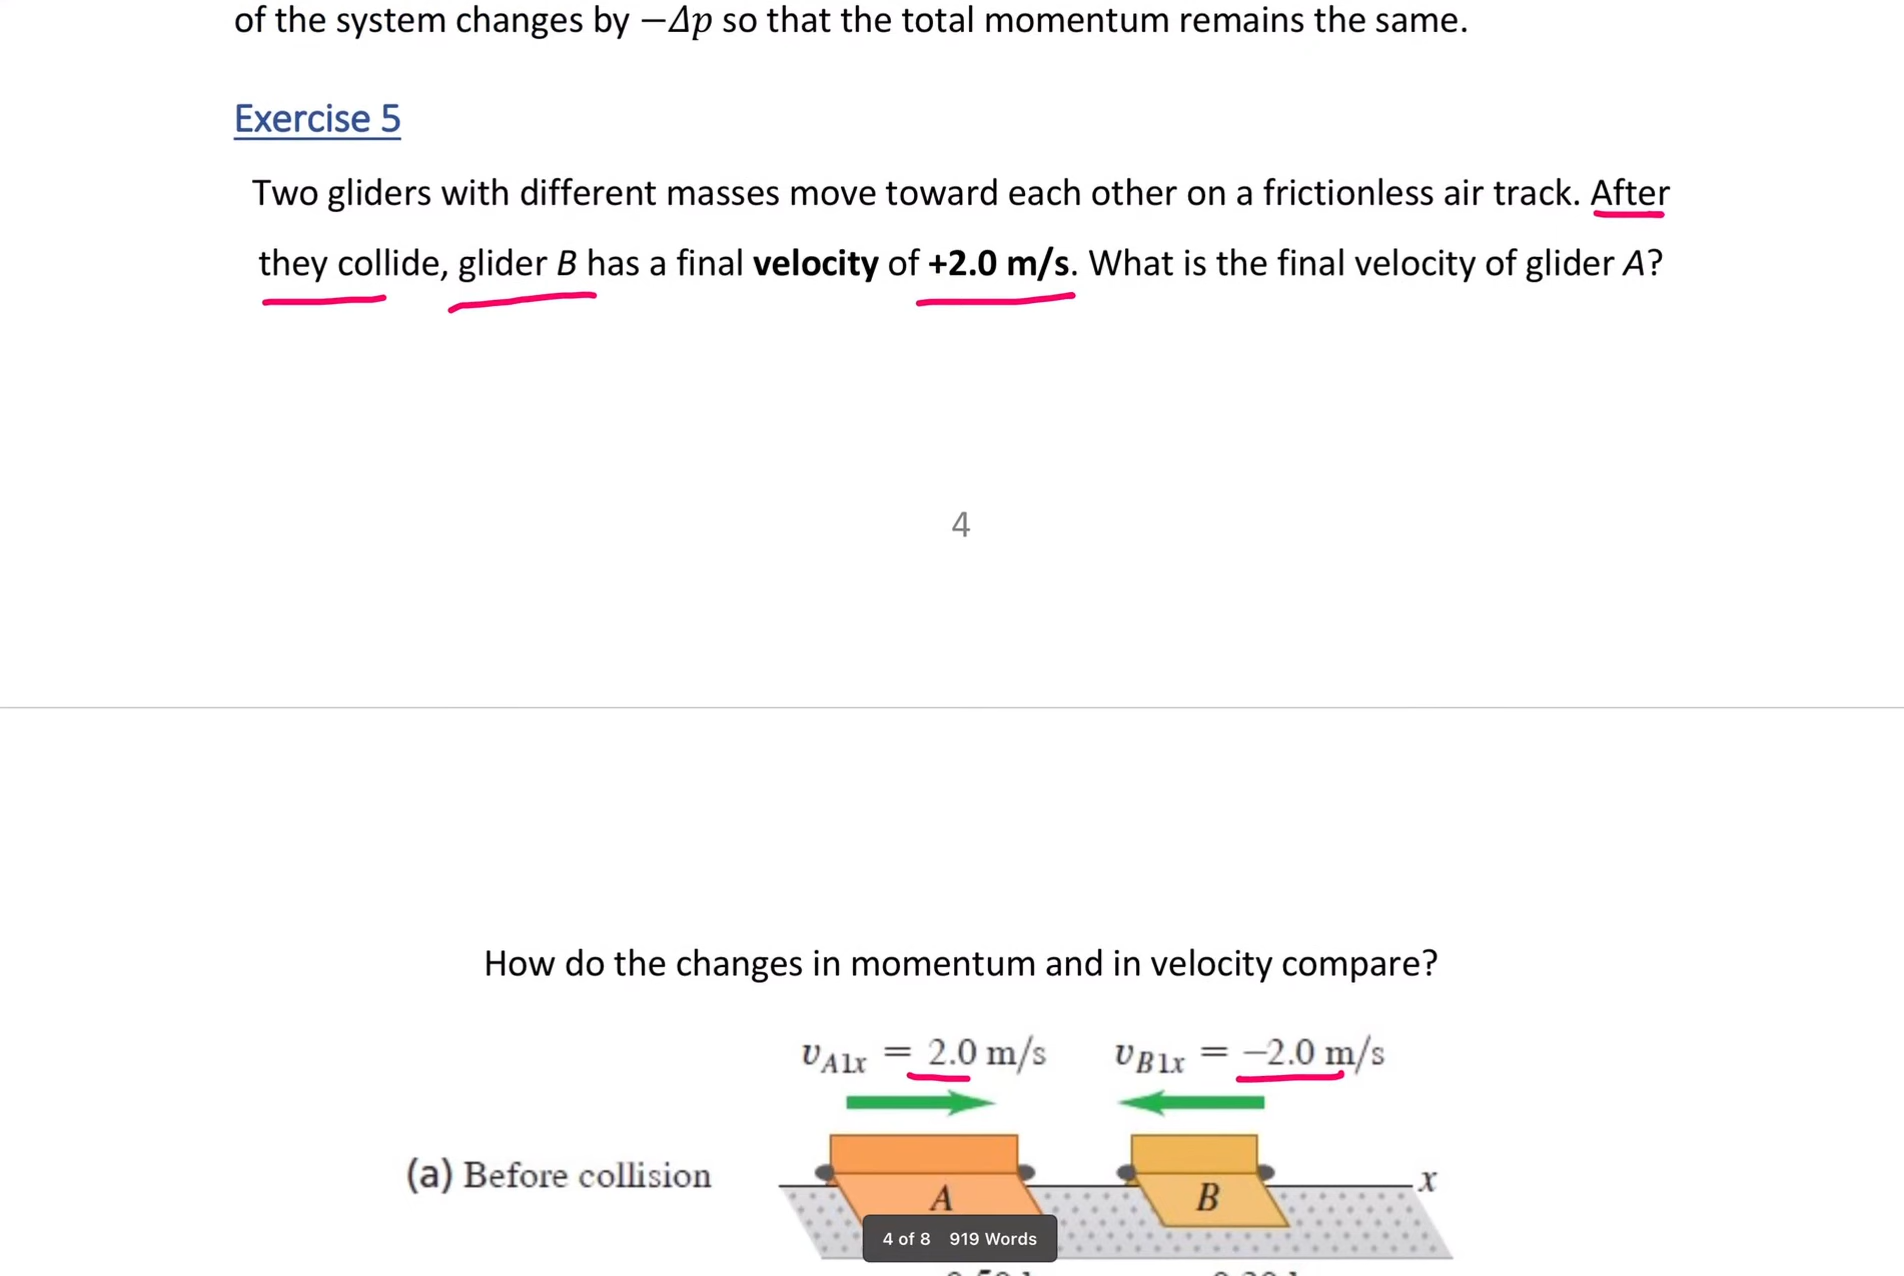 of the system changes by −Δp so that the total momentum remains the same.
Exercise 5
Two gliders with different masses move toward each other on a frictionless air track. After
they collide, glider B has a final velocity of +2.0 m/s. What is the final velocity of glider A?
4
How do the changes in momentum and in velocity compare?
υA1x = 2.0 m/s υB1x = −2.0 m/s
(a) Before collision
A B x
4 of 8 919 Words